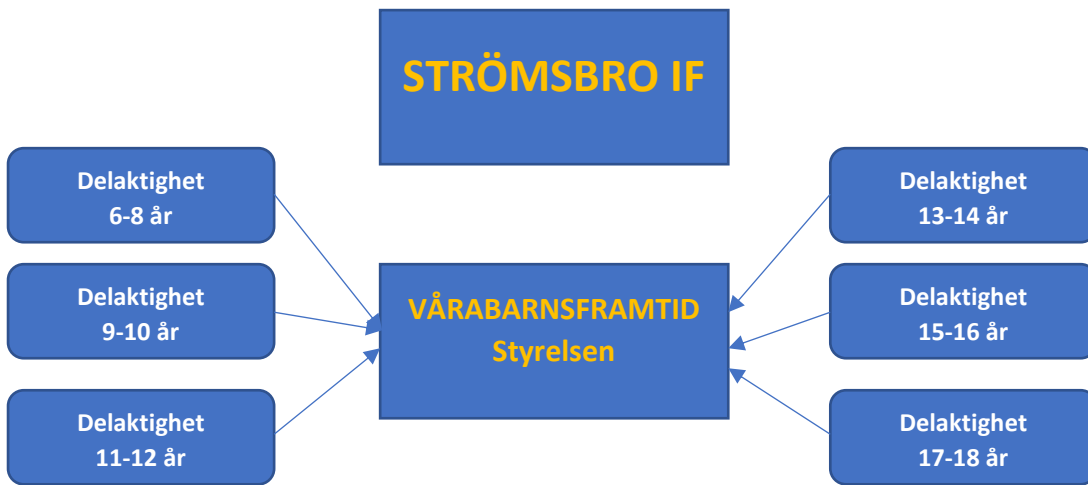 STRÖMSBRO IF
Delaktighet
6-8 år
Delaktighet
9-10 år
Delaktighet
11-12 år
VÅRABARNSFRAMTID
Styrelsen
Delaktighet
13-14 år
Delaktighet
15-16 år
Delaktighet
17-18 år